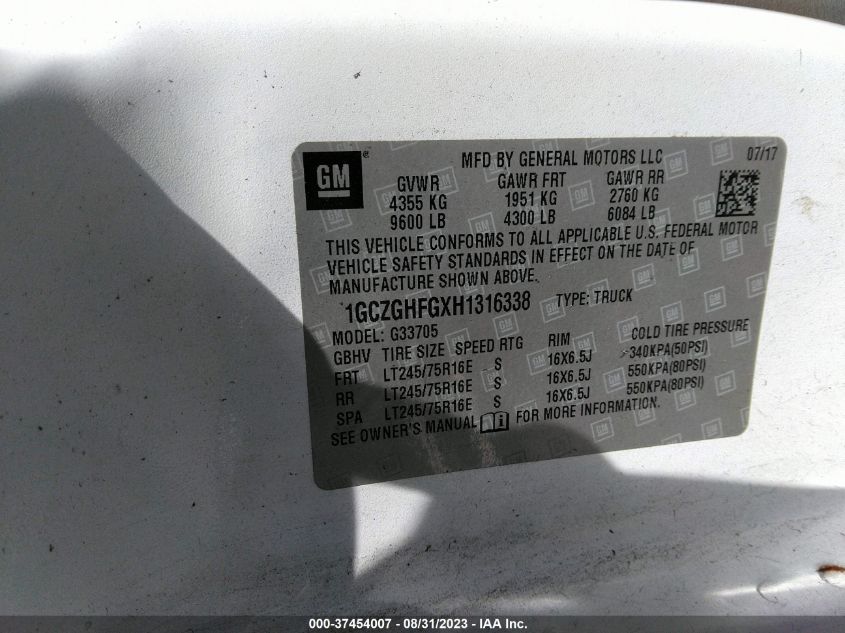 GM ®
MFD BY GENERAL MOTORS LLC 07/17
GVWR GAWR FRT GAWR RR
4355 KG 1951 KG 2760 KG
9600 LB 4300 LB 6084 LB
THIS VEHICLE CONFORMS TO ALL APPLICABLE U.S. FEDERAL MOTOR
VEHICLE SAFETY STANDARDS IN EFFECT ON THE DATE OF
MANUFACTURE SHOWN ABOVE.
1GCZGHFGXH1316338 TYPE: TRUCK
MODEL: G33705
GBHV TIRE SIZE SPEED RTG RIM COLD TIRE PRESSURE
FRT LT245/75R16E S 16X6.5J 340KPA(50PSI)
RR LT245/75R16E S 16X6.5J 550KPA(80PSI)
SPA LT245/75R16E S 16X6.5J 550KPA(80PSI)
SEE OWNER'S MANUAL FOR MORE INFORMATION.
000-37454007 - 08/31/2023 - IAA Inc.